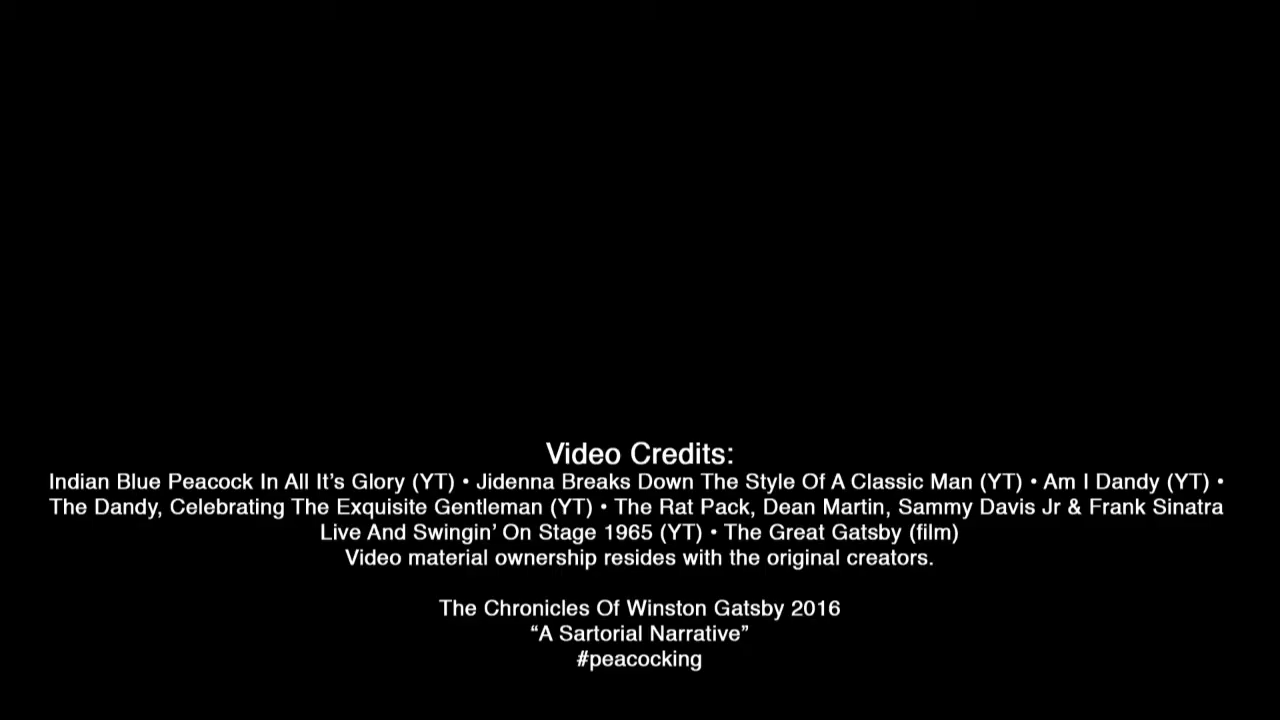 Video Credits:
Indian Blue Peacock In All It’s Glory (YT) • Jidenna Breaks Down The Style Of A Classic Man (YT) • Am I Dandy (YT) •
The Dandy, Celebrating The Exquisite Gentleman (YT) • The Rat Pack, Dean Martin, Sammy Davis Jr & Frank Sinatra
Live And Swingin’ On Stage 1965 (YT) • The Great Gatsby (film)
Video material ownership resides with the original creators.
The Chronicles Of Winston Gatsby 2016
“A Sartorial Narrative”
#peacocking